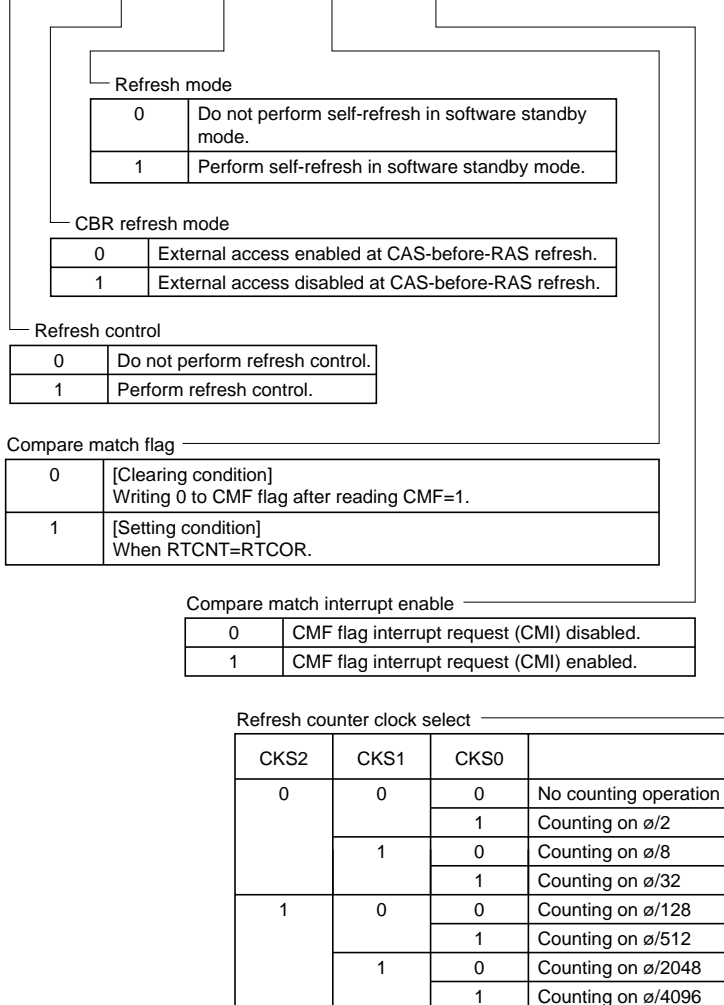 Refresh mode
0 Do not perform self-refresh in software standby
mode.
1 Perform self-refresh in software standby mode.
CBR refresh mode
0 External access enabled at CAS-before-RAS refresh.
1 External access disabled at CAS-before-RAS refresh.
Refresh control
0 Do not perform refresh control.
1 Perform refresh control.
Compare match flag
0 [Clearing condition]
Writing 0 to CMF flag after reading CMF=1.
1 [Setting condition]
When RTCNT=RTCOR.
Compare match interrupt enable
0 CMF flag interrupt request (CMI) disabled.
1 CMF flag interrupt request (CMI) enabled.
Refresh counter clock select
CKS2 CKS1 CKS0
0 0 0 No counting operation
1 Counting on ø/2
1 0 Counting on ø/8
1 Counting on ø/32
1 0 0 Counting on ø/128
1 Counting on ø/512
1 0 Counting on ø/2048
1 Counting on ø/4096